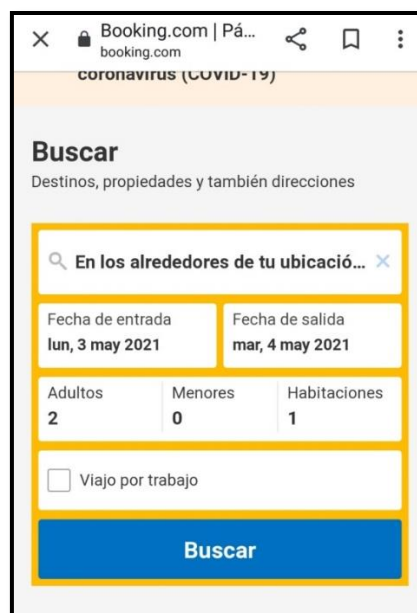 Booking.com | Pá...
booking.com
coronavirus (COVID-19)
Buscar
Destinos, propiedades y también direcciones
En los alrededores de tu ubicació...
Fecha de entrada
lun, 3 may 2021
Fecha de salida
mar, 4 may 2021
Adultos
2
Menores
0
Habitaciones
1
Viajo por trabajo
Buscar